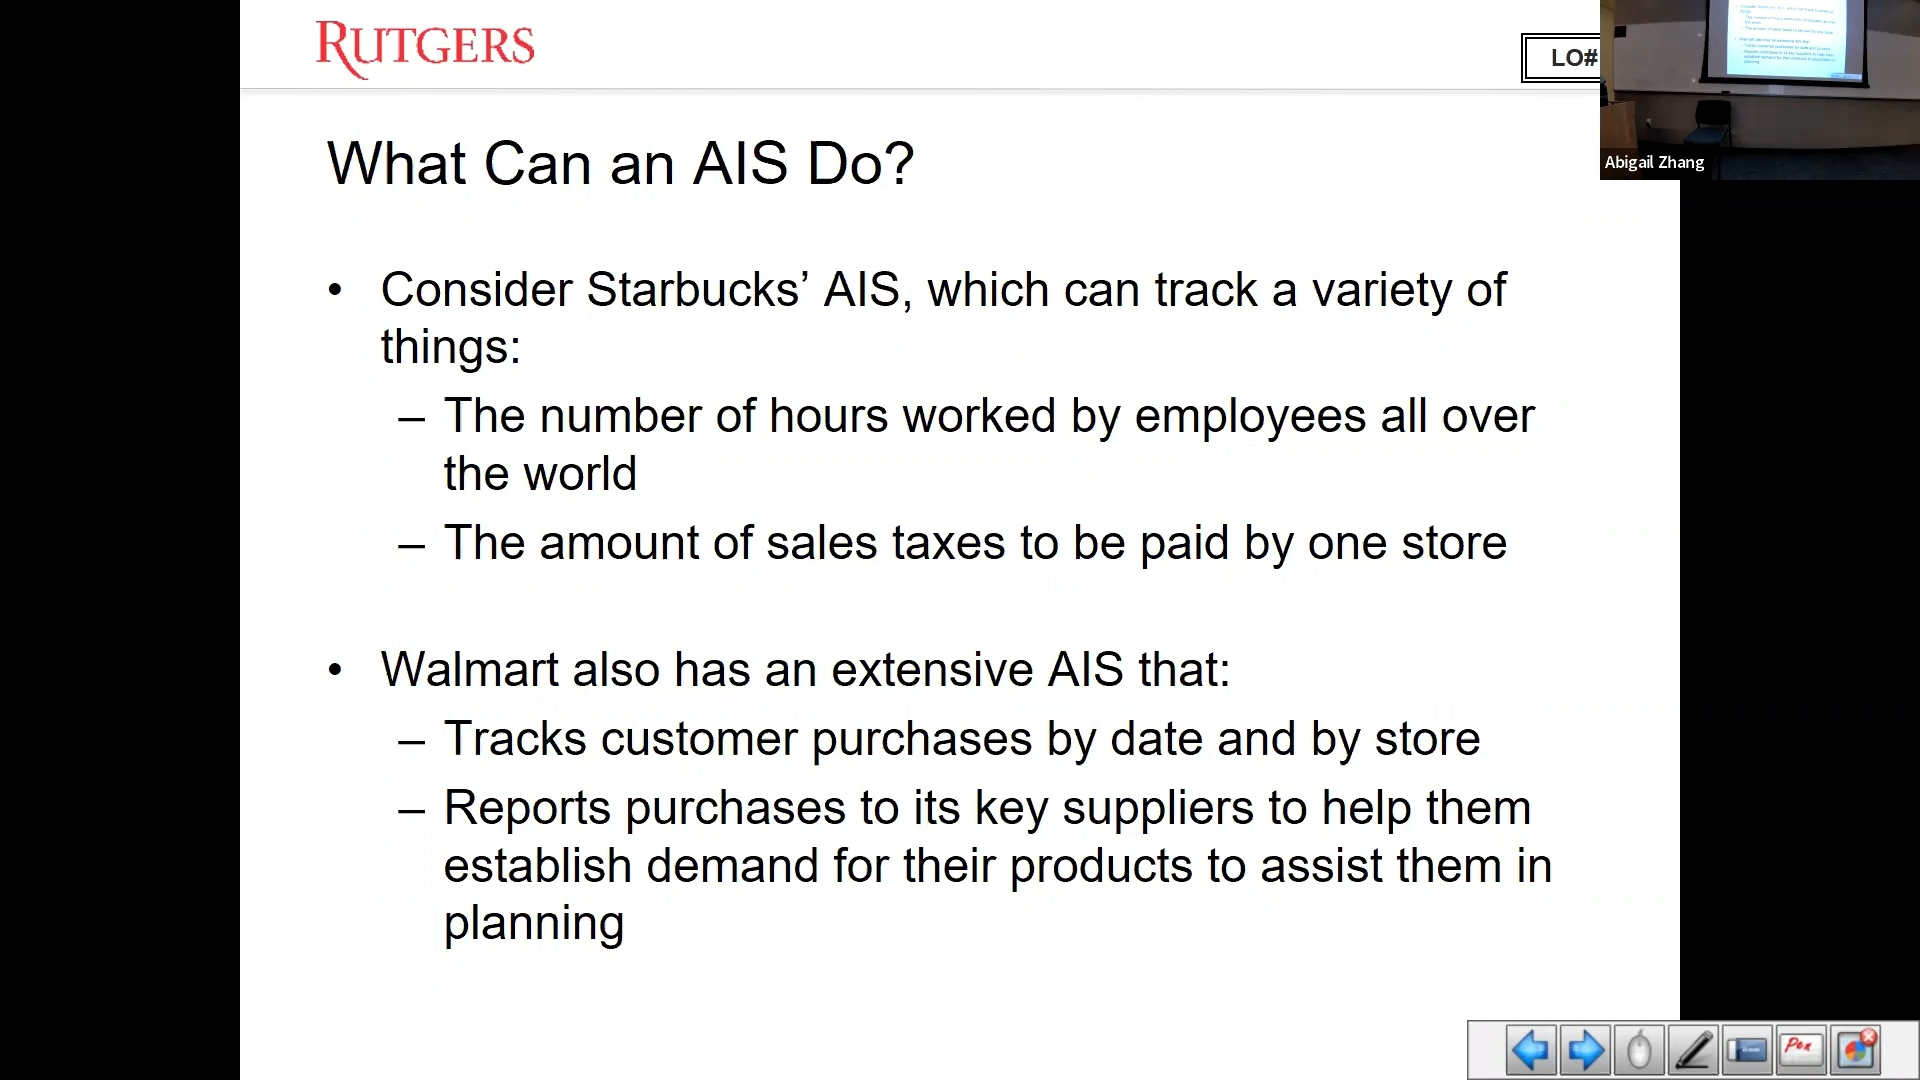 RUTGERS
LO#
Abigail Zhang
What Can an AIS Do?
• Consider Starbucks’ AIS, which can track a variety of
things:
– The number of hours worked by employees all over
the world
– The amount of sales taxes to be paid by one store
• Walmart also has an extensive AIS that:
– Tracks customer purchases by date and by store
– Reports purchases to its key suppliers to help them
establish demand for their products to assist them in
planning
Pen